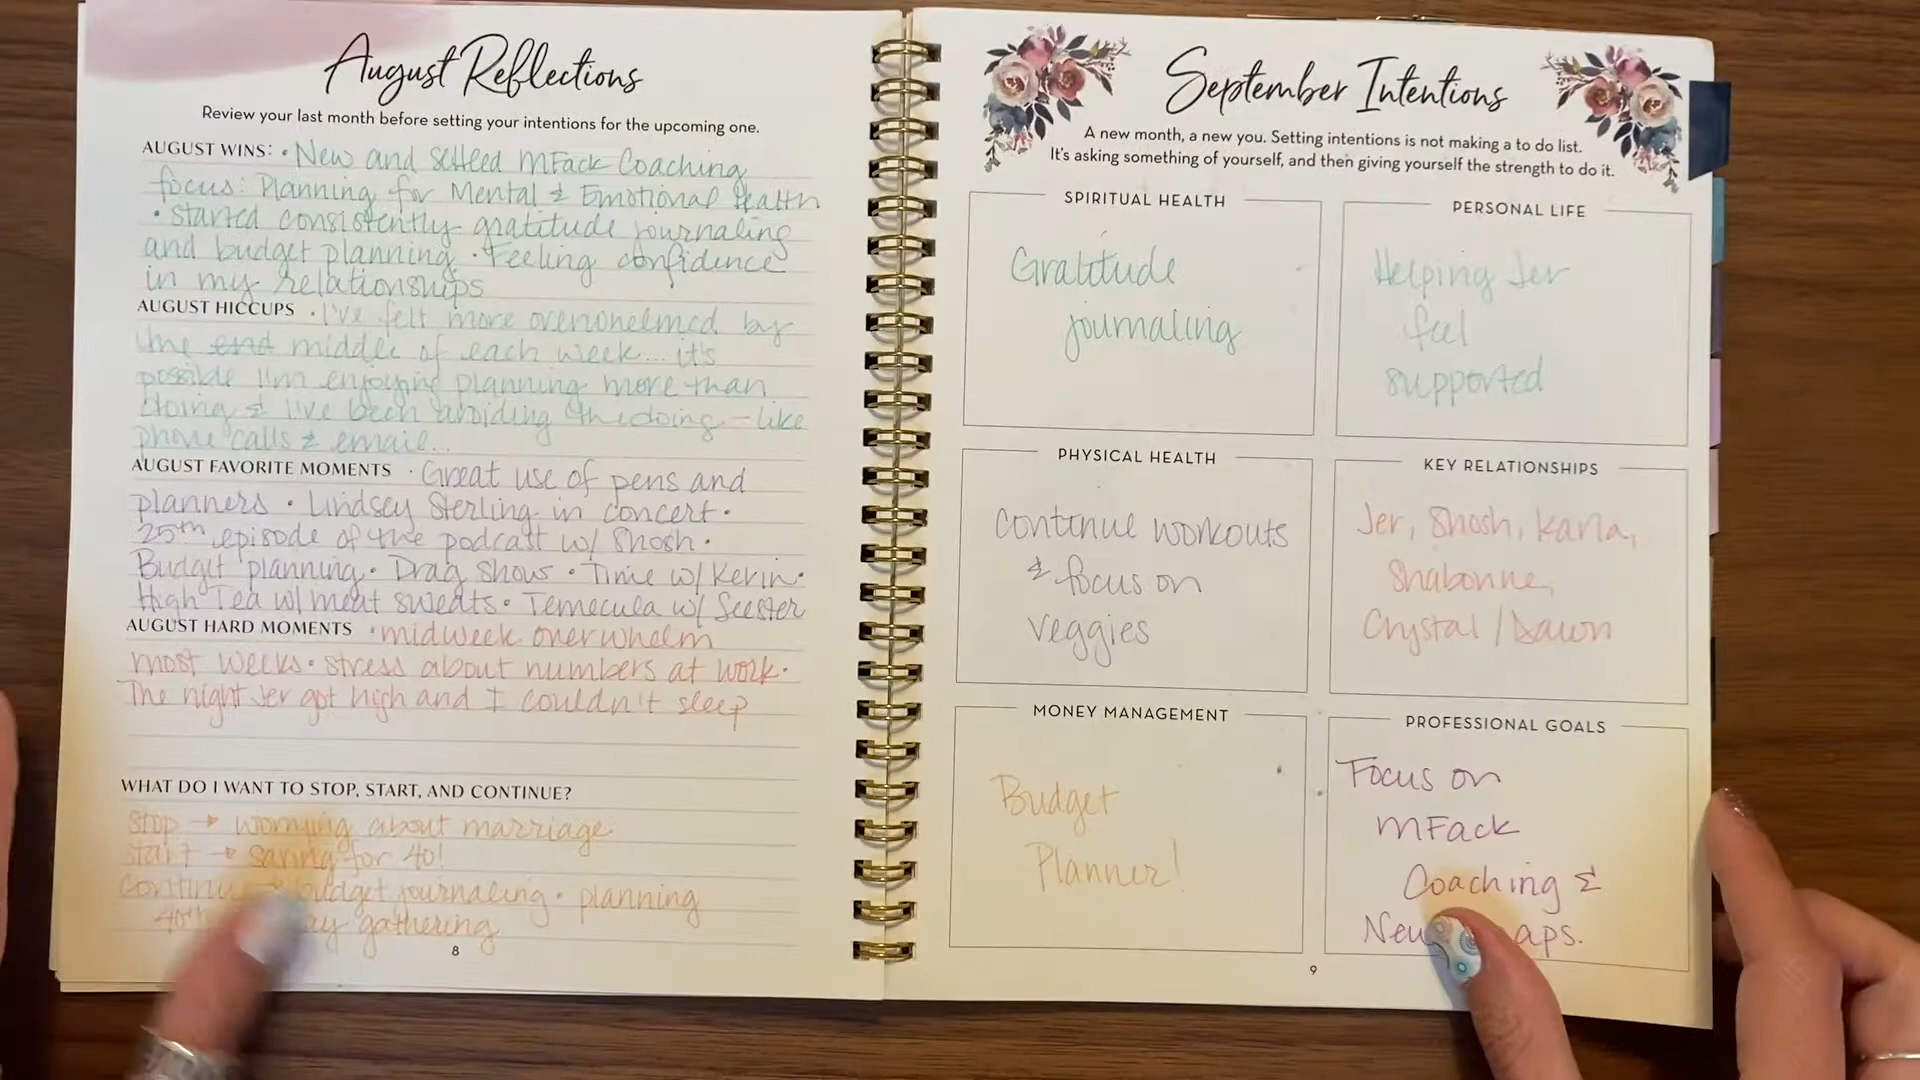 August Reflections
Review your last month before setting your intentions for the upcoming one.
AUGUST WINS: • New and settled MFack Coaching
focus: Planning for Mental & Emotional Health
• started consistently gratitude journaling
and budget planning • Feeling confidence
in my relationships
AUGUST HICCUPS • I've felt more overwhelmed by
the end middle of each week.... it's
possible I'm enjoying planning more than
doing & I've been avoiding the doing - like
phone calls & email...
AUGUST FAVORITE MOMENTS • Great use of pens and
planners • Lindsey Sterling in concert •
25th episode of the podcast w/ Shosh •
Budget planning • Drag Show • Time w/ Kevin •
High Tea w/ meat sweats • Temecula w/ Seester
AUGUST HARD MOMENTS • midweek overwhelm
most weeks • stress about numbers at work •
The night Jer got high and I couldn't sleep
WHAT DO I WANT TO STOP, START, AND CONTINUE?
Stop → worrying about marriage
Start → saving for 40!
Continue → budget journaling • planning
40th gathering
8
September Intentions
A new month, a new you. Setting intentions is not making a to do list.
It's asking something of yourself, and then giving yourself the strength to do it.
SPIRITUAL HEALTH
Gratitude
journaling
PERSONAL LIFE
Helping Jer
feel
supported
PHYSICAL HEALTH
Continue workouts
& focus on
veggies
KEY RELATIONSHIPS
Jer, Shosh, Karla,
Shabonne,
Crystal / Dawn
MONEY MANAGEMENT
Budget
Planner!
PROFESSIONAL GOALS
Focus on
MFack
Coaching &
9